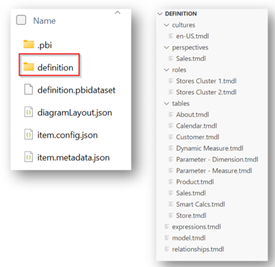 Name
.pbi
definition
definition.pbidataset
diagramLayout.json
item.config.json
item.metadata.json
DEFINITION
cultures
en-US.tmdl
perspectives
Sales.tmdl
roles
Stores Cluster 1.tmdl
Stores Cluster 2.tmdl
tables
About.tmdl
Calendar.tmdl
Customer.tmdl
Dynamic Measure.tmdl
Parameter - Dimension.tmdl
Parameter - Measure.tmdl
Product.tmdl
Sales.tmdl
Smart Calcs.tmdl
Store.tmdl
expressions.tmdl
model.tmdl
relationships.tmdl